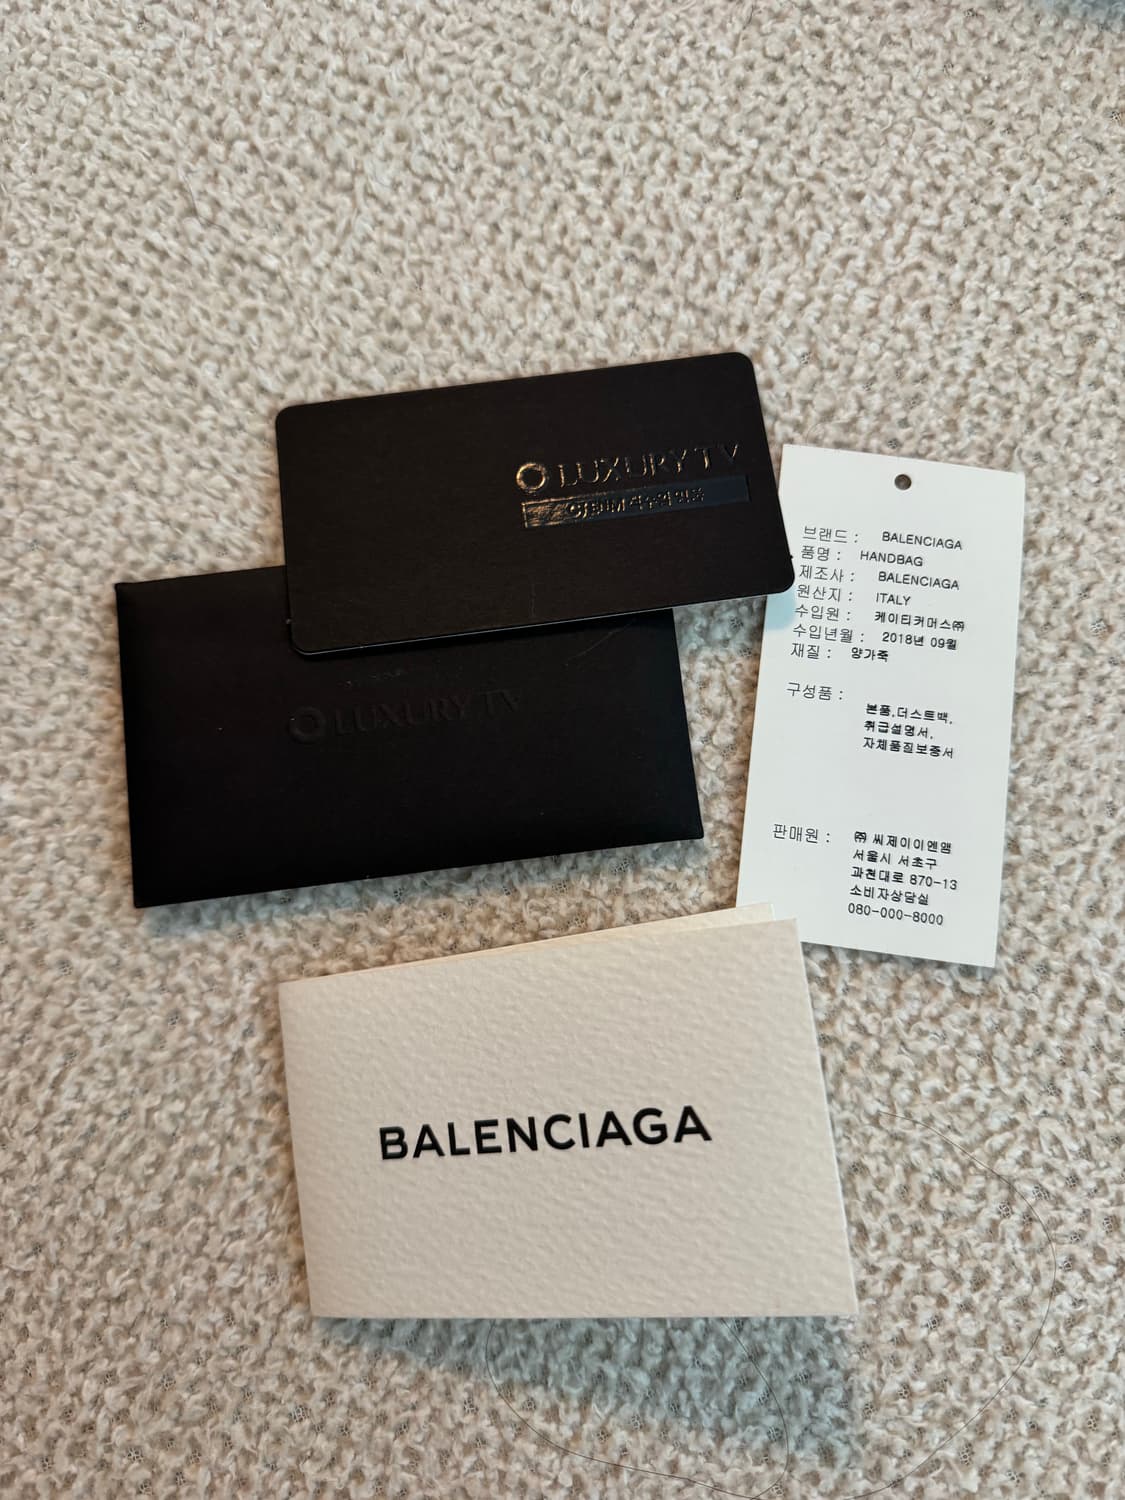 LUXURY TV
CJ ENM
LUXURY TV
브랜드 : BALENCIAGA
품명 : HANDBAG
제조사 : BALENCIAGA
원산지 : ITALY
수입원 : 케이티커머스㈜
수입년월 : 2018년 09월
재질 : 양가죽
구성품 :
본품,더스트백,
취급설명서,
자체품질보증서
판매원 : ㈜ 씨제이이엔엠
서울시 서초구
과천대로 870-13
소비자상담실
080-000-8000
BALENCIAGA